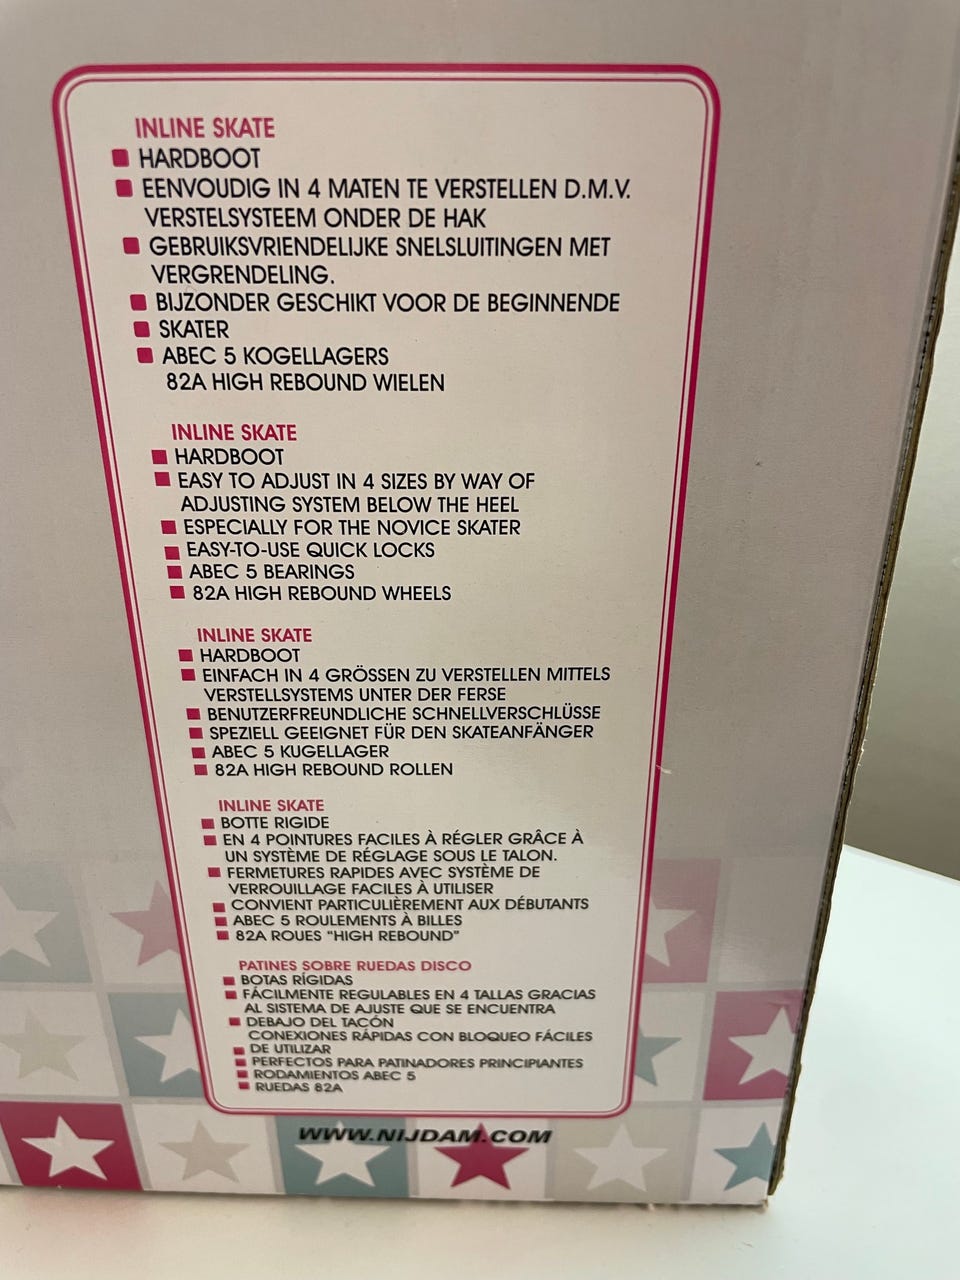 INLINE SKATE
HARDBOOT
EENVOUDIG IN 4 MATEN TE VERSTELLEN D.M.V.
VERSTELSYSTEEM ONDER DE HAK
GEBRUIKSVRIENDELIJKE SNELSLUITINGEN MET
VERGRENDELING.
BIJZONDER GESCHIKT VOOR DE BEGINNENDE
SKATER
ABEC 5 KOGELLAGERS
82A HIGH REBOUND WIELEN
INLINE SKATE
HARDBOOT
EASY TO ADJUST IN 4 SIZES BY WAY OF
ADJUSTING SYSTEM BELOW THE HEEL
ESPECIALLY FOR THE NOVICE SKATER
EASY-TO-USE QUICK LOCKS
ABEC 5 BEARINGS
82A HIGH REBOUND WHEELS
INLINE SKATE
HARDBOOT
EINFACH IN 4 GRÖSSEN ZU VERSTELLEN MITTELS
VERSTELLSYSTEMS UNTER DER FERSE
BENUTZERFREUNDLICHE SCHNELLVERSCHLÜSSE
SPEZIELL GEEIGNET FÜR DEN SKATEANFÄNGER
ABEC 5 KUGELLAGER
82A HIGH REBOUND ROLLEN
INLINE SKATE
BOTTE RIGIDE
EN 4 POINTURES FACILES À RÉGLER GRÂCE À
UN SYSTÈME DE RÉGLAGE SOUS LE TALON.
FERMETURES RAPIDES AVEC SYSTÈME DE
VERROUILLAGE FACILES À UTILISER
CONVIENT PARTICULIÈREMENT AUX DÉBUTANTS
ABEC 5 ROULEMENTS À BILLES
82A ROUES "HIGH REBOUND"
PATINES SOBRE RUEDAS DISCO
BOTAS RÍGIDAS
FÁCILMENTE REGULABLES EN 4 TALLAS GRACIAS
AL SISTEMA DE AJUSTE QUE SE ENCUENTRA
DEBAJO DEL TACÓN
CONEXIONES RÁPIDAS CON BLOQUEO FÁCILES
DE UTILIZAR
PERFECTOS PARA PATINADORES PRINCIPIANTES
RODAMIENTOS ABEC 5
RUEDAS 82A
WWW.NIJDAM.COM